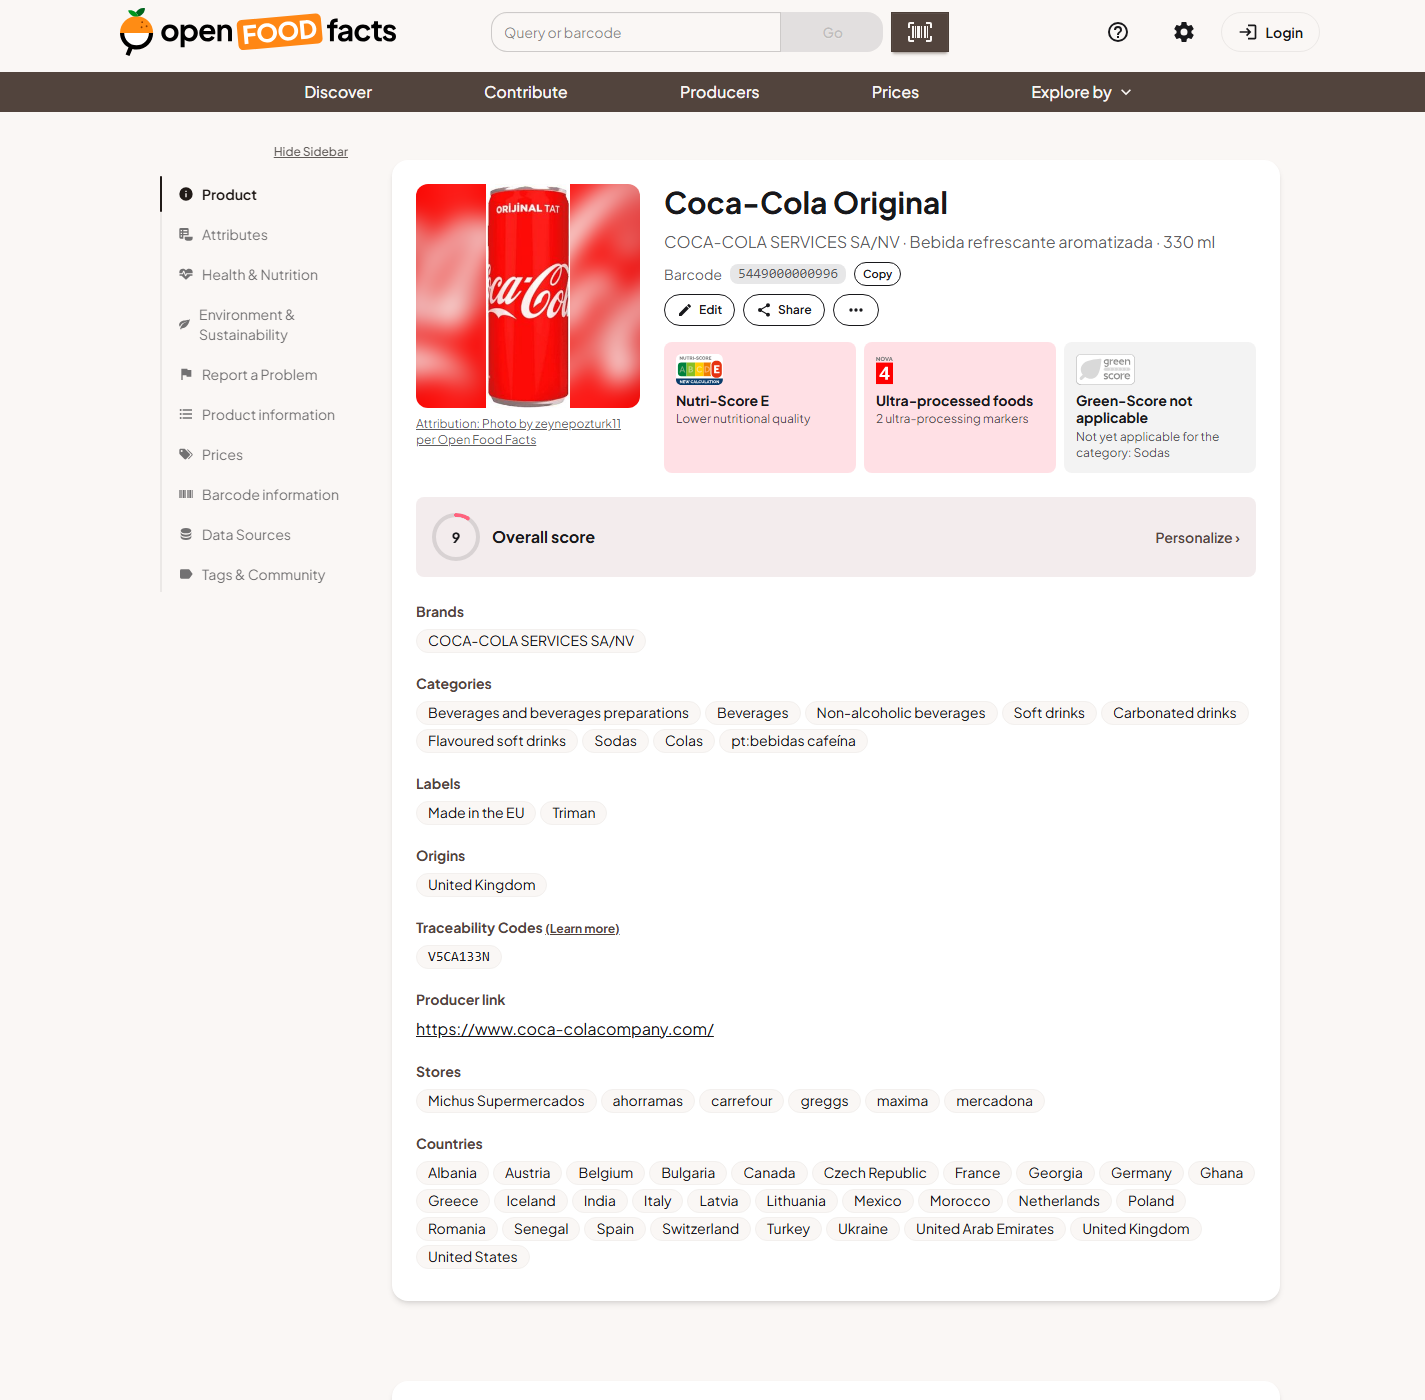 open FOOD facts
Query or barcode
Go
Login
Discover
Contribute
Producers
Prices
Explore by
Hide Sidebar
Product
Attributes
Health & Nutrition
Environment &
Sustainability
Report a Problem
Product information
Prices
Barcode information
Data Sources
Tags & Community
ORİJİNAL TAT
Coca-Cola
Attribution: Photo by zeynepozturk11
per Open Food Facts
Coca-Cola Original
COCA-COLA SERVICES SA/NV · Bebida refrescante aromatizada · 330 ml
Barcode 5449000000996 Copy
Edit Share
NUTRI-SCORE
A B C D E
NEW CALCULATION
Nutri-Score E
Lower nutritional quality
NOVA
4
Ultra-processed foods
2 ultra-processing markers
green
score
Green-Score not
applicable
Not yet applicable for the
category: Sodas
9
Overall score
Personalize ›
Brands
COCA-COLA SERVICES SA/NV
Categories
Beverages and beverages preparations Beverages Non-alcoholic beverages Soft drinks Carbonated drinks
Flavoured soft drinks Sodas Colas pt:bebidas cafeína
Labels
Made in the EU Triman
Origins
United Kingdom
Traceability Codes (Learn more)
V5CA133N
Producer link
https://www.coca-colacompany.com/
Stores
Michus Supermercados ahorramas carrefour greggs maxima mercadona
Countries
Albania Austria Belgium Bulgaria Canada Czech Republic France Georgia Germany Ghana
Greece Iceland India Italy Latvia Lithuania Mexico Morocco Netherlands Poland
Romania Senegal Spain Switzerland Turkey Ukraine United Arab Emirates United Kingdom
United States